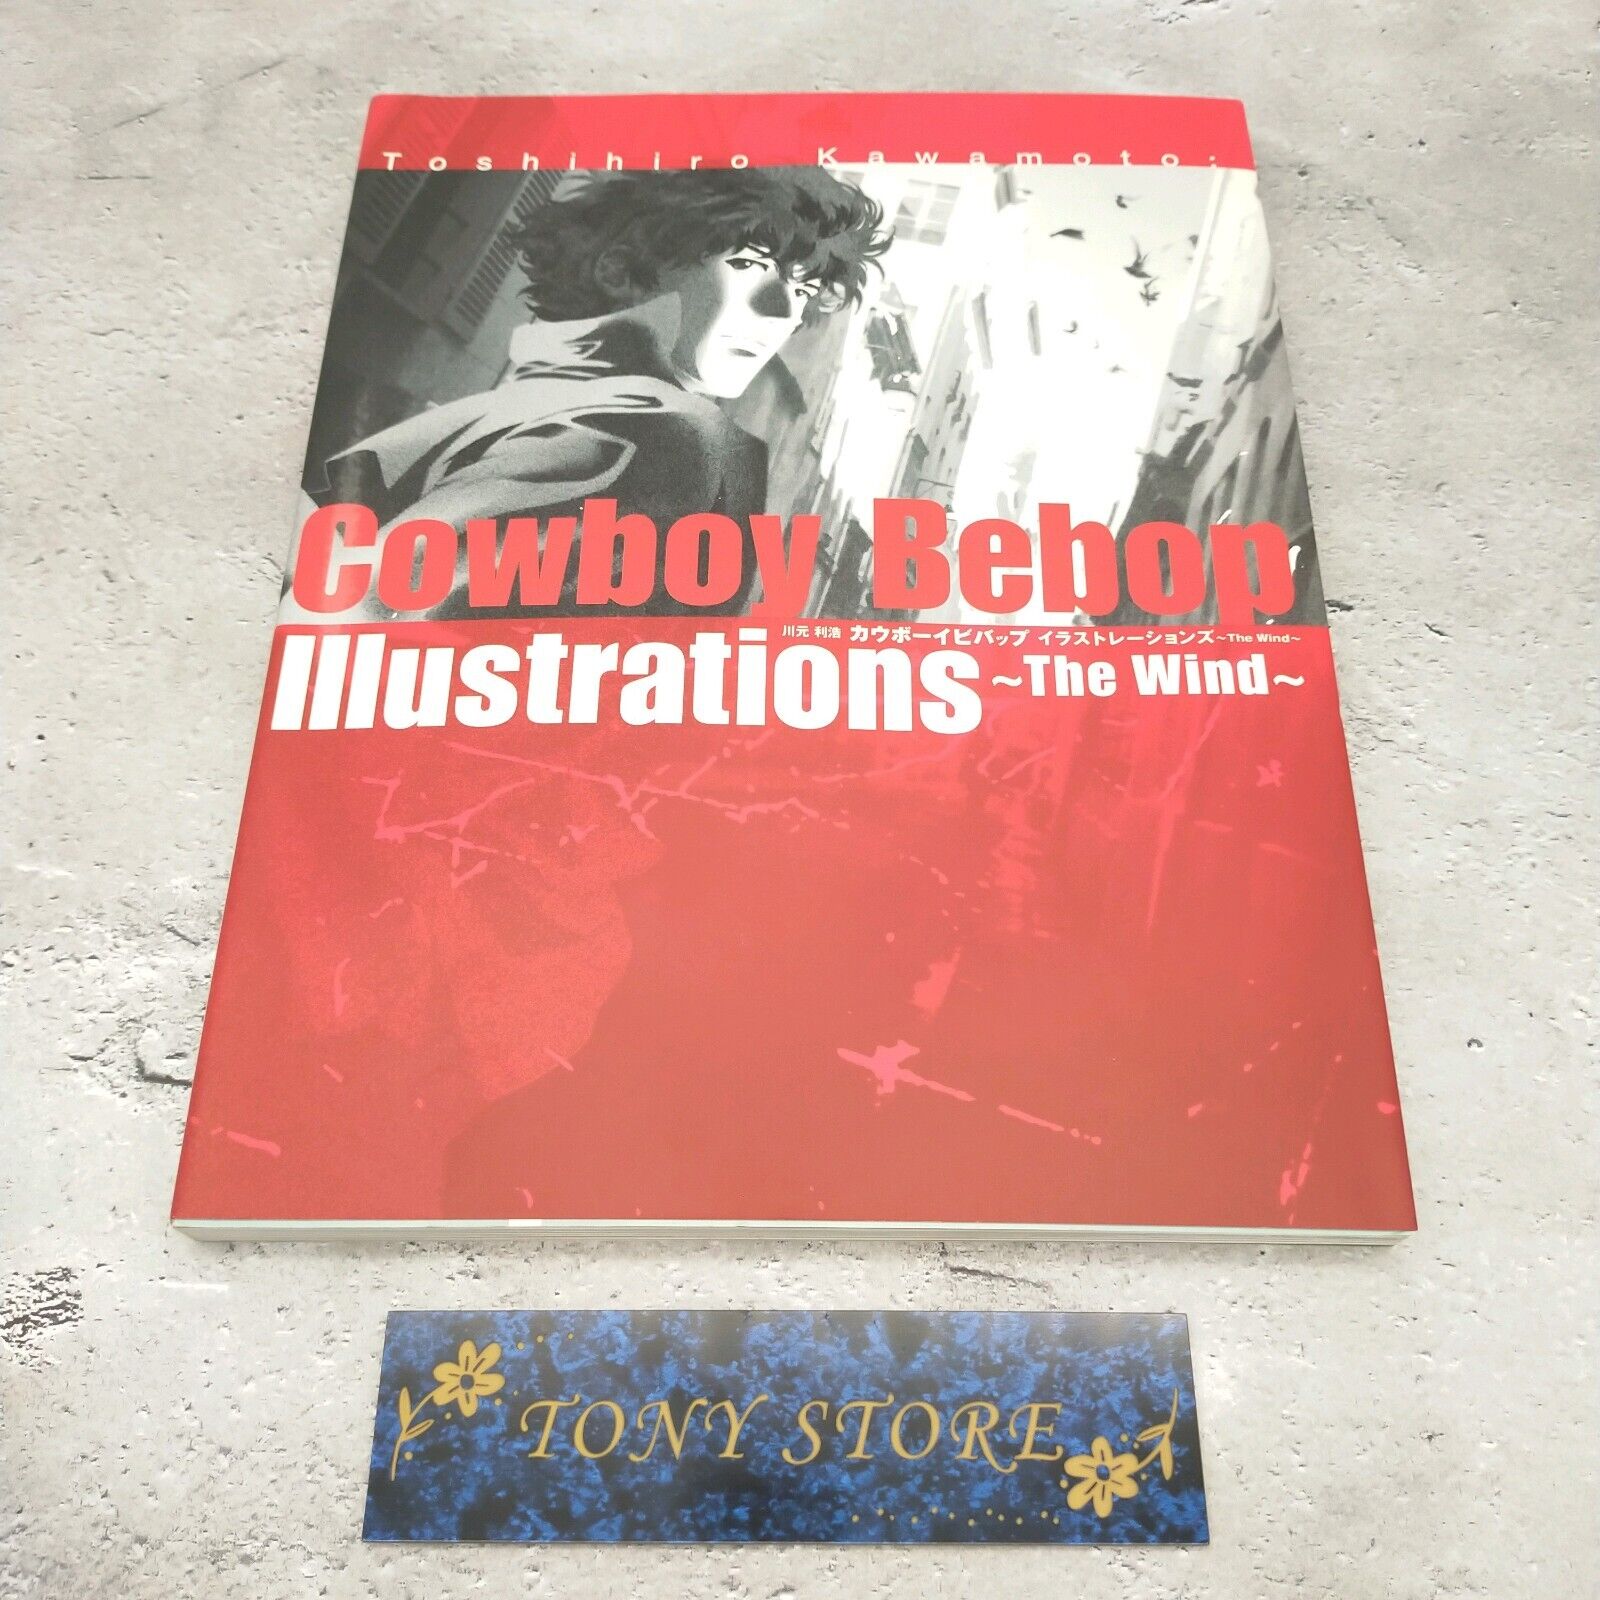 Toshihiro Kawamoto:
Cowboy Bebop
川元 利浩 カウボーイビバップ イラストレーションズ~The Wind~
Illustrations ~The Wind~
TONY STORE